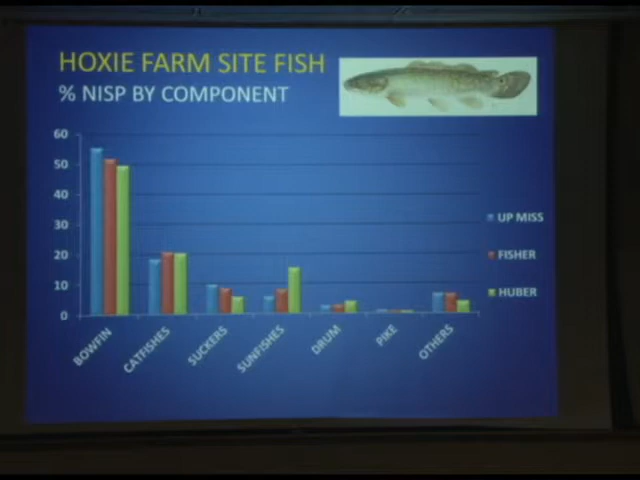 HOXIE FARM SITE FISH
% NISP BY COMPONENT
60
50
40
30
20
10
0
BOWFIN
CATFISHES
SUCKERS
SUNFISHES
DRUM
PIKE
OTHERS
UP MISS
FISHER
HUBER